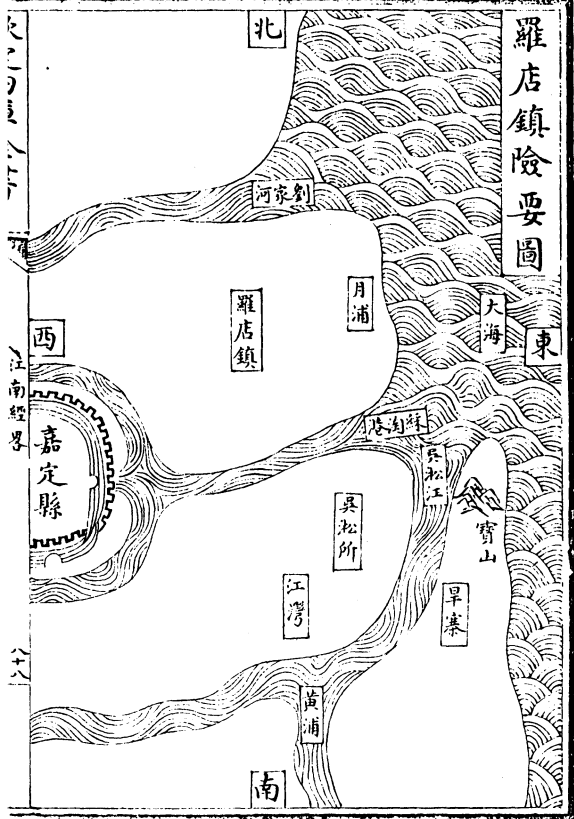 羅店鎮險要圖
北
劉家河
月浦
大海
東
羅店鎮
西
江南經畧
嘉定縣
綵淘港
吳淞江
寶山
吳淞所
旱寨
江灣
八十八
黃浦
南